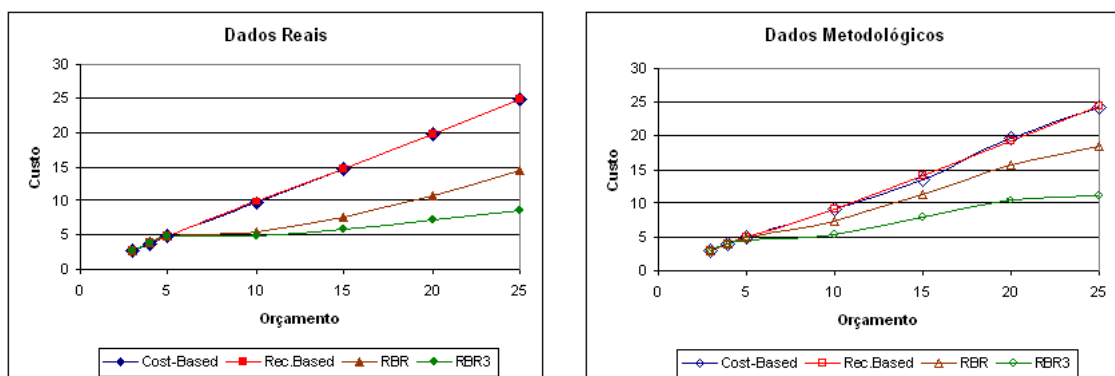 Dados Reais
30
25
20
15
10
5
0
Custo
0 5 10 15 20 25
Orçamento
Cost-Based Rec.Based RBR RBR3
Dados Metodológicos
30
25
20
15
10
5
0
Custo
0 5 10 15 20 25
Orçamento
Cost-Based Rec.Based RBR RBR3